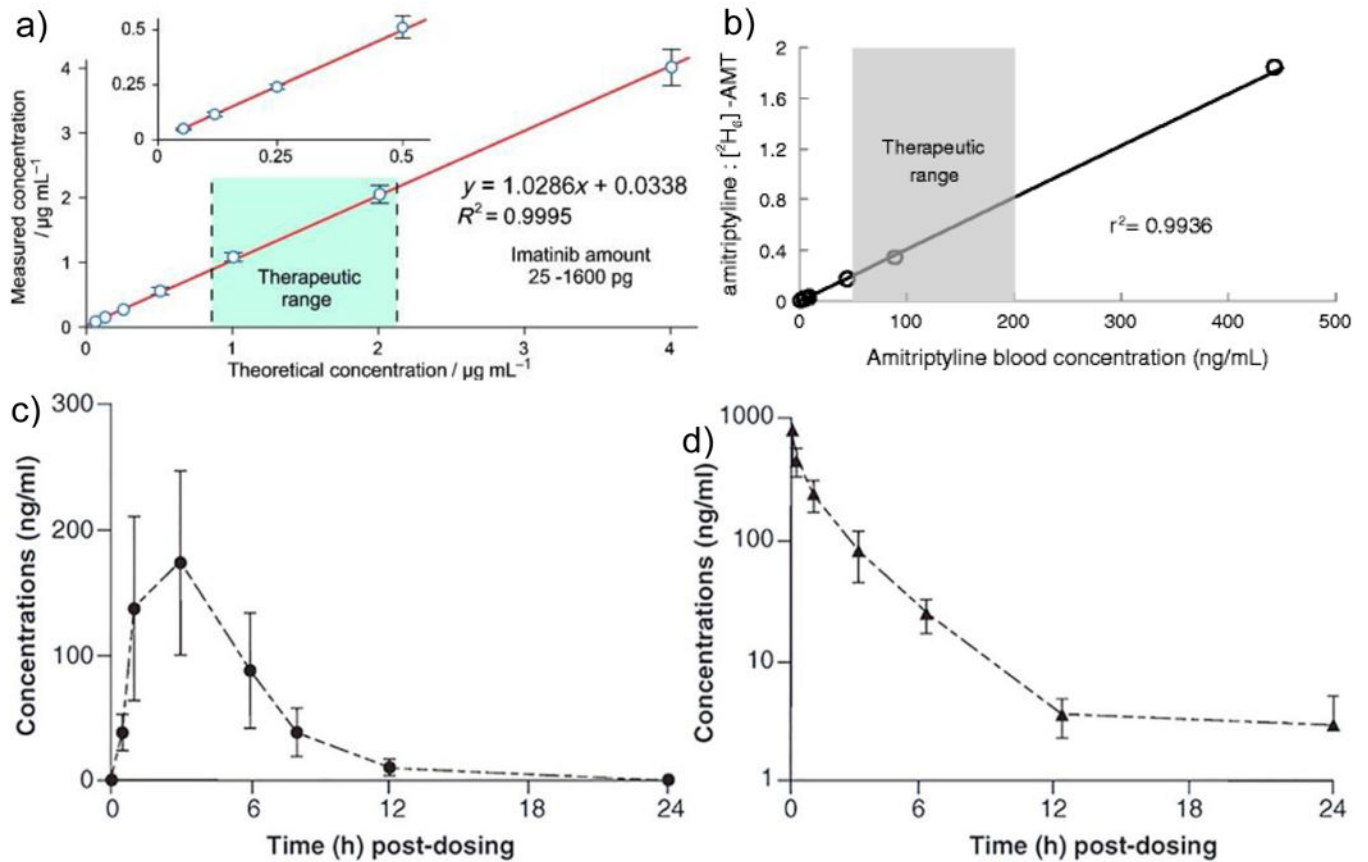 a)
0.5
0.25
0
0 0.25 0.5
4
3
2
1
0
Measured concentration
/ µg mL⁻¹
y = 1.0286x + 0.0338
R² = 0.9995
Imatinib amount
25 -1600 pg
Therapeutic
range
0 1 2 3 4
Theoretical concentration / µg mL⁻¹
b)
2
1.6
1.2
0.8
0.4
0
amitriptyline : [²H₆] -AMT
Therapeutic
range
r²= 0.9936
0 100 200 300 400 500
Amitriptyline blood concentration (ng/mL)
c)
300
200
100
0
Concentrations (ng/ml)
0 6 12 18 24
Time (h) post-dosing
d)
1000
100
10
1
Concentrations (ng/ml)
0 6 12 18 24
Time (h) post-dosing